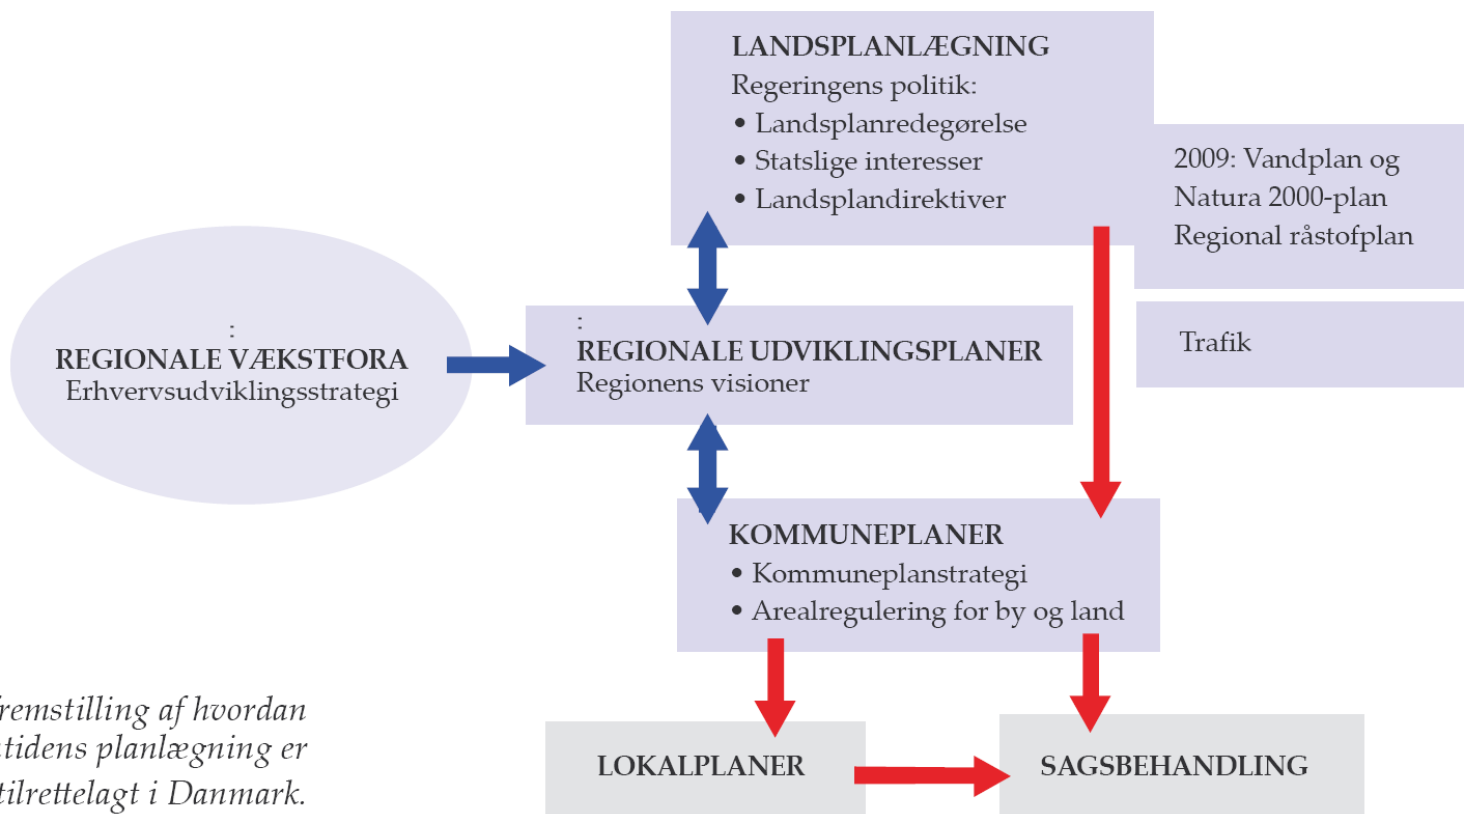 LANDSPLANLÆGNING
Regeringens politik:
• Landsplanredegørelse
• Statslige interesser
• Landsplandirektiver
2009: Vandplan og
Natura 2000-plan
Regional råstofplan
Trafik
:
REGIONALE VÆKSTFORA
Erhvervsudviklingsstrategi
:
REGIONALE UDVIKLINGSPLANER
Regionens visioner
KOMMUNEPLANER
• Kommuneplanstrategi
• Arealregulering for by og land
LOKALPLANER
SAGSBEHANDLING
remstilling af hvordan
tidens planlægning er
tilrettelagt i Danmark.